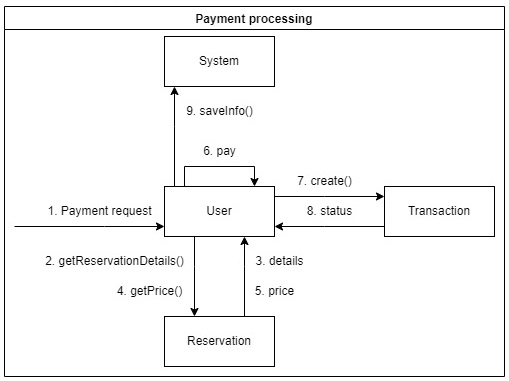 Payment processing
System
9. saveInfo()
6. pay
7. create()
1. Payment request
User
8. status
Transaction
2. getReservationDetails()
3. details
4. getPrice()
5. price
Reservation